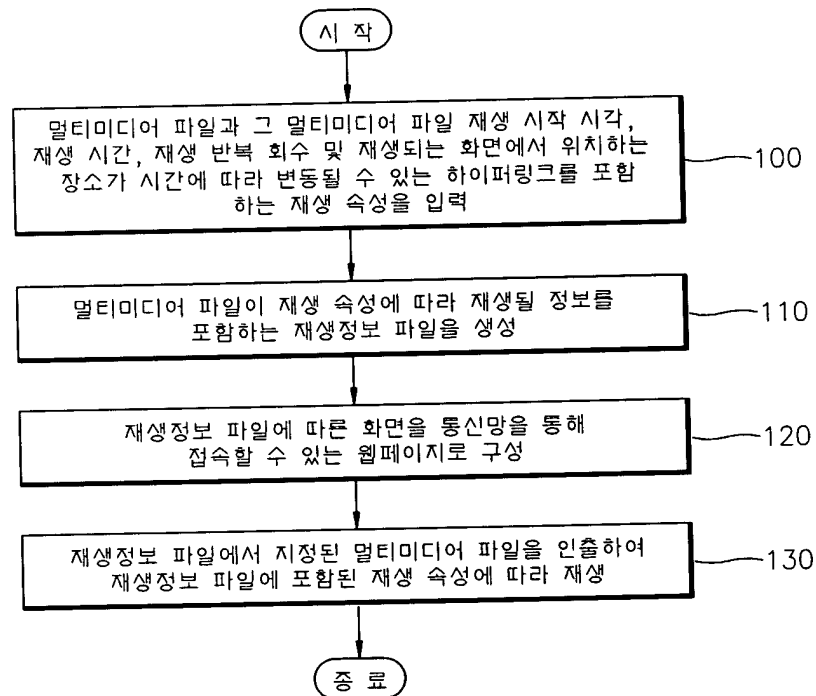 시 작
멀티미디어 파일과 그 멀티미디어 파일 재생 시작 시각,
재생 시간, 재생 반복 회수 및 재생되는 화면에서 위치하는
장소가 시간에 따라 변동될 수 있는 하이퍼링크를 포함
하는 재생 속성을 입력
100
멀티미디어 파일이 재생 속성에 따라 재생될 정보를
포함하는 재생정보 파일을 생성
110
재생정보 파일에 따른 화면을 통신망을 통해
접속할 수 있는 웹페이지로 구성
120
재생정보 파일에서 지정된 멀티미디어 파일을 인출하여
재생정보 파일에 포함된 재생 속성에 따라 재생
130
종 료